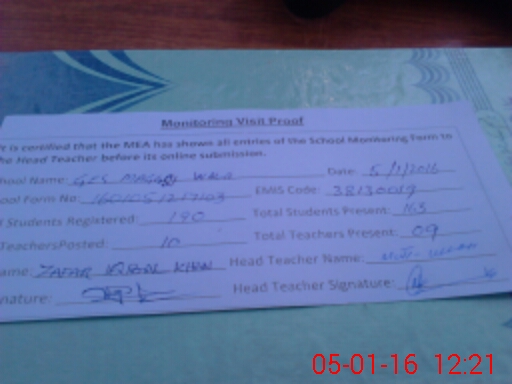 Monitoring Visit Proof
It is certified that the MEA has shown all entries of the School Monitoring Form to
he Head Teacher before its online submission.
chool Name: GES Date: 5/1/2016
hool Form No: EMIS Code: 38130019
l Students Registered: 190 Total Students Present: 163
TeachersPosted: 10 Total Teachers Present: 09
ame: ZAFAR IQBAL KHAN Head Teacher Name:
nature: Head Teacher Signature:
05-01-16 12:21